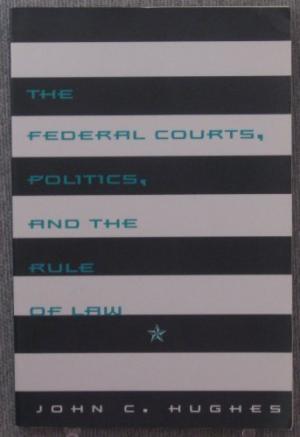 THE
FEDERAL COURTS,
POLITICS,
AND THE
RULE
OF LAW
JOHN C. HUGHES